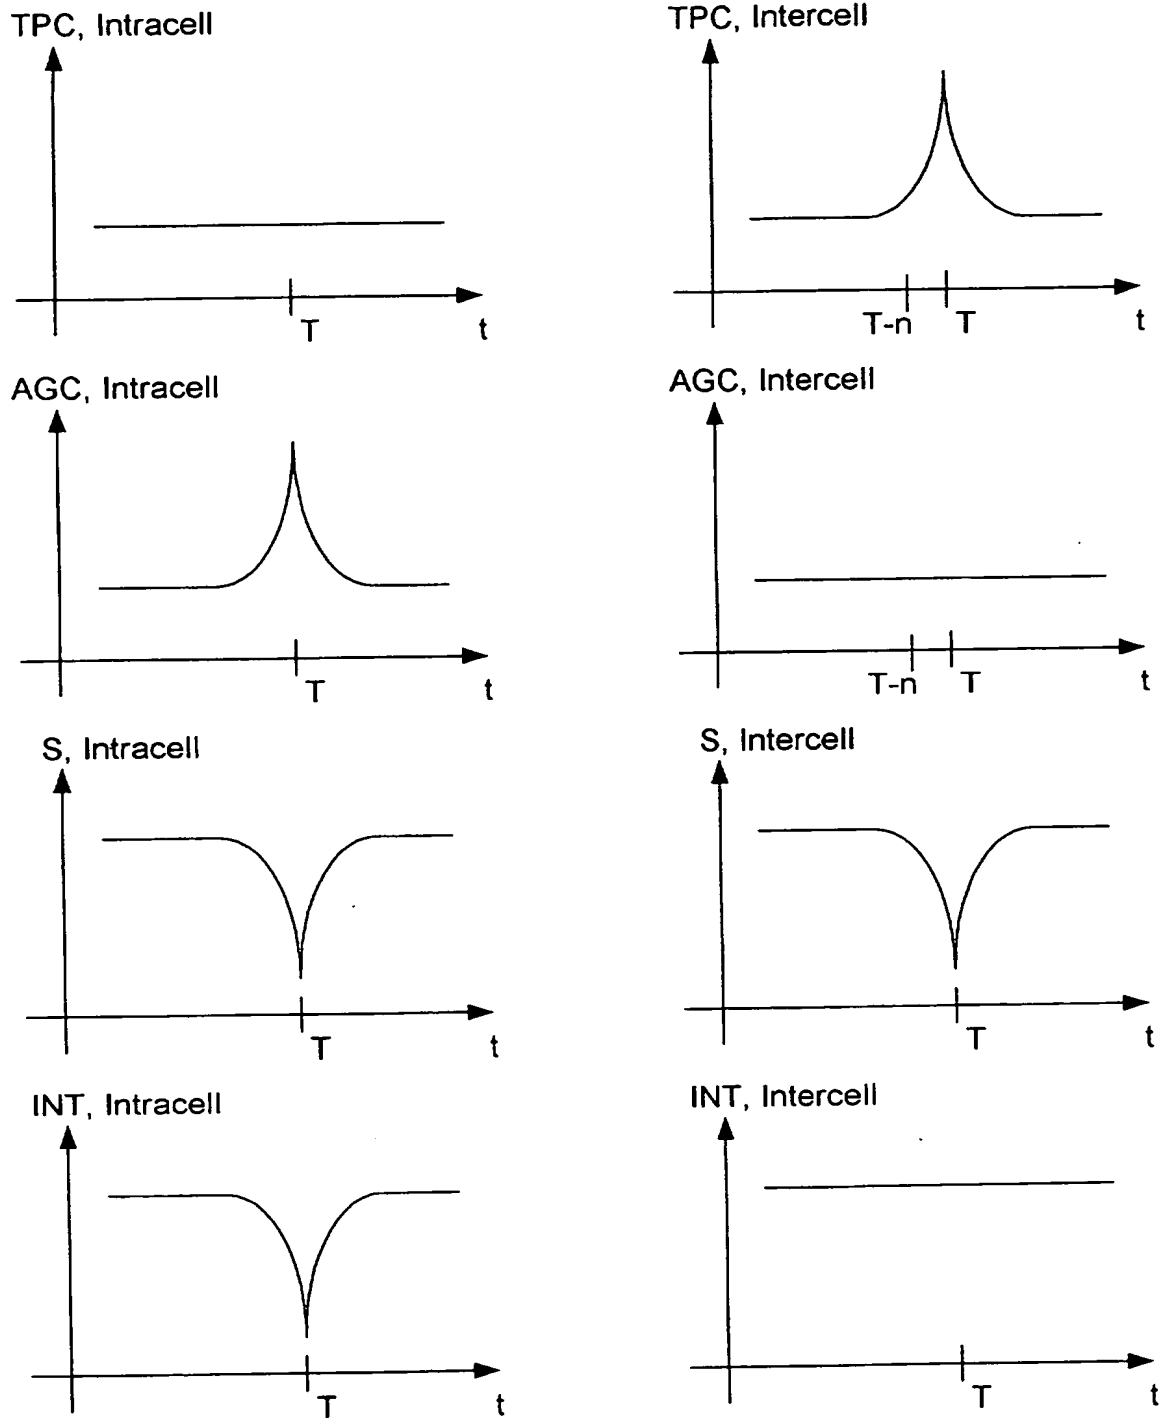 TPC, Intracell
T
t
TPC, Intercell
T-n
T
t
AGC, Intracell
T
t
AGC, Intercell
T-n
T
t
S, Intracell
T
t
S, Intercell
T
t
INT, Intracell
T
t
INT, Intercell
T
t